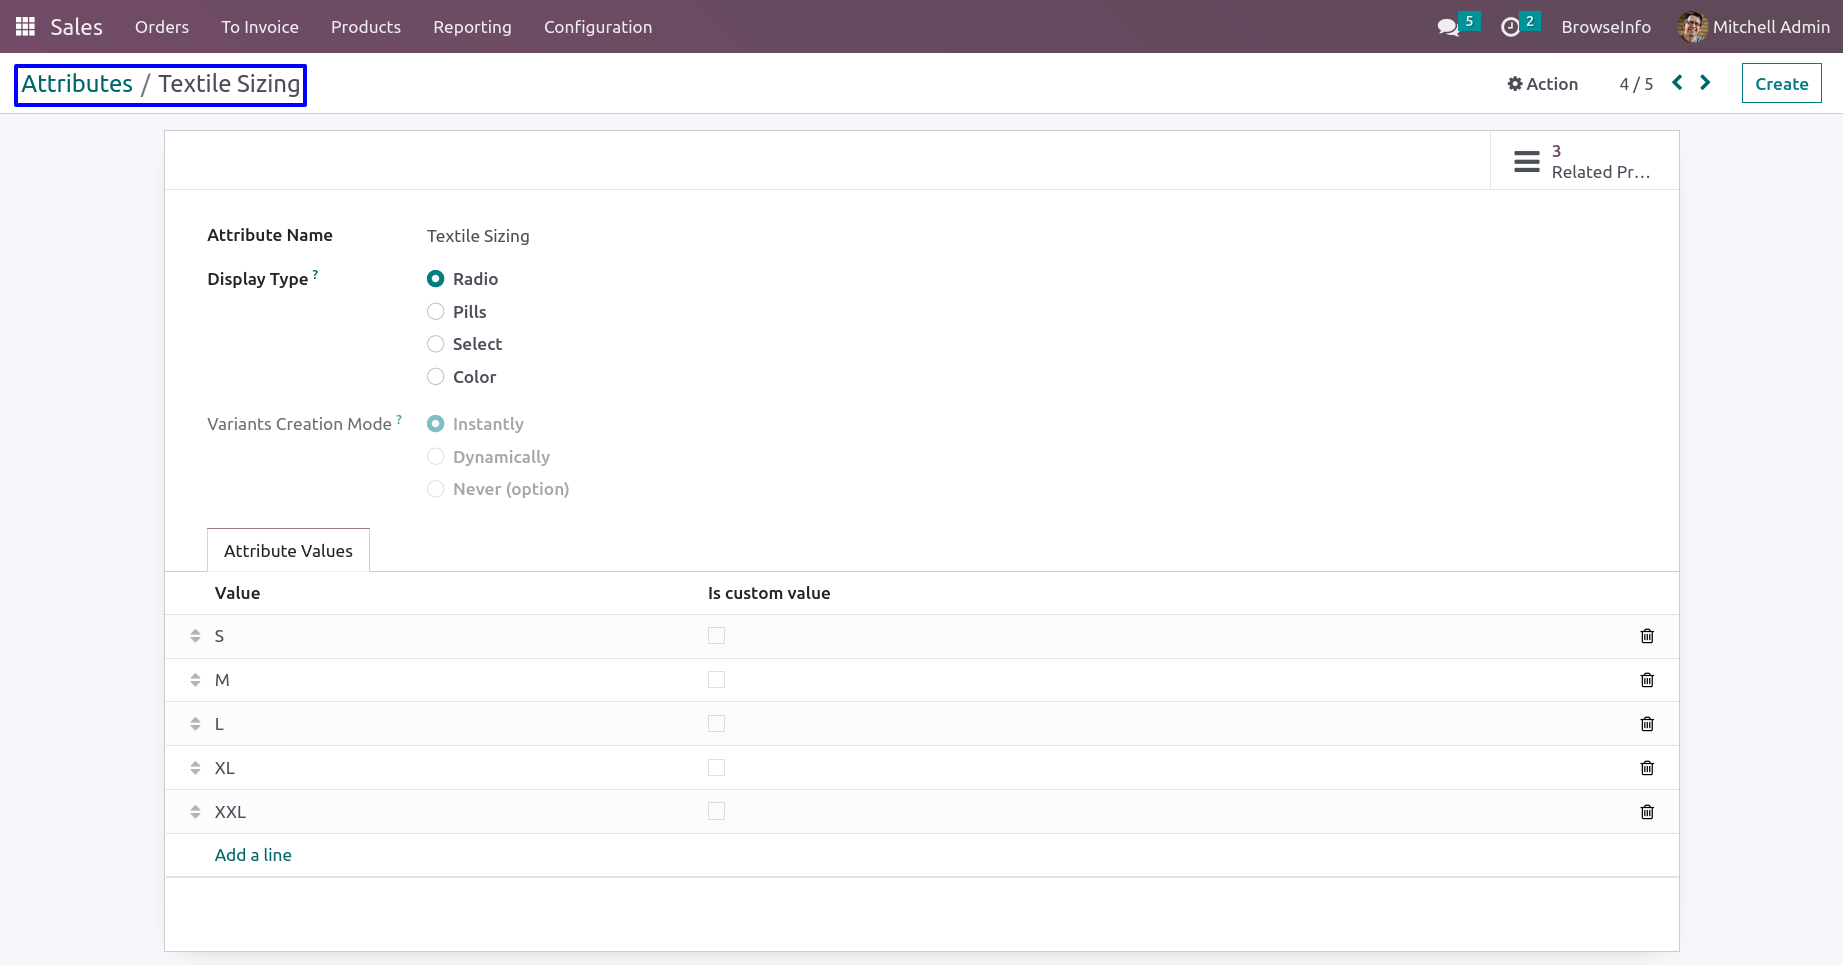 Sales Orders To Invoice Products Reporting Configuration 5 2 BrowseInfo Mitchell Admin
Attributes / Textile Sizing Action 4 / 5 Create
3
Related Pr...
Attribute Name Textile Sizing
Display Type ? Radio
Pills
Select
Color
Variants Creation Mode ? Instantly
Dynamically
Never (option)
Attribute Values
Value Is custom value
S
M
L
XL
XXL
Add a line